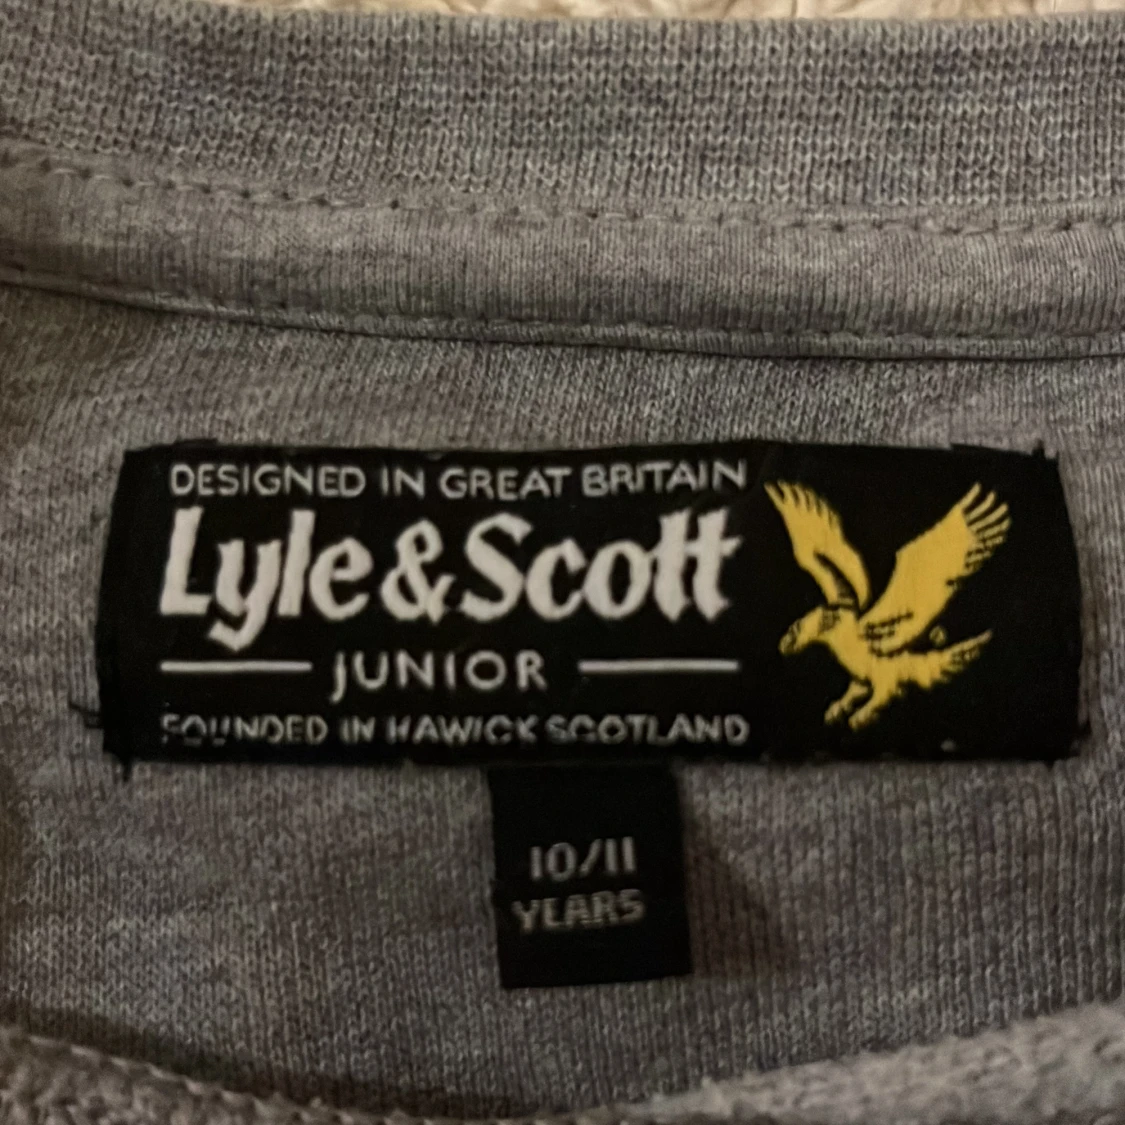 DESIGNED IN GREAT BRITAIN
Lyle & Scott
JUNIOR
FOUNDED IN HAWICK SCOTLAND
10/11
YEARS